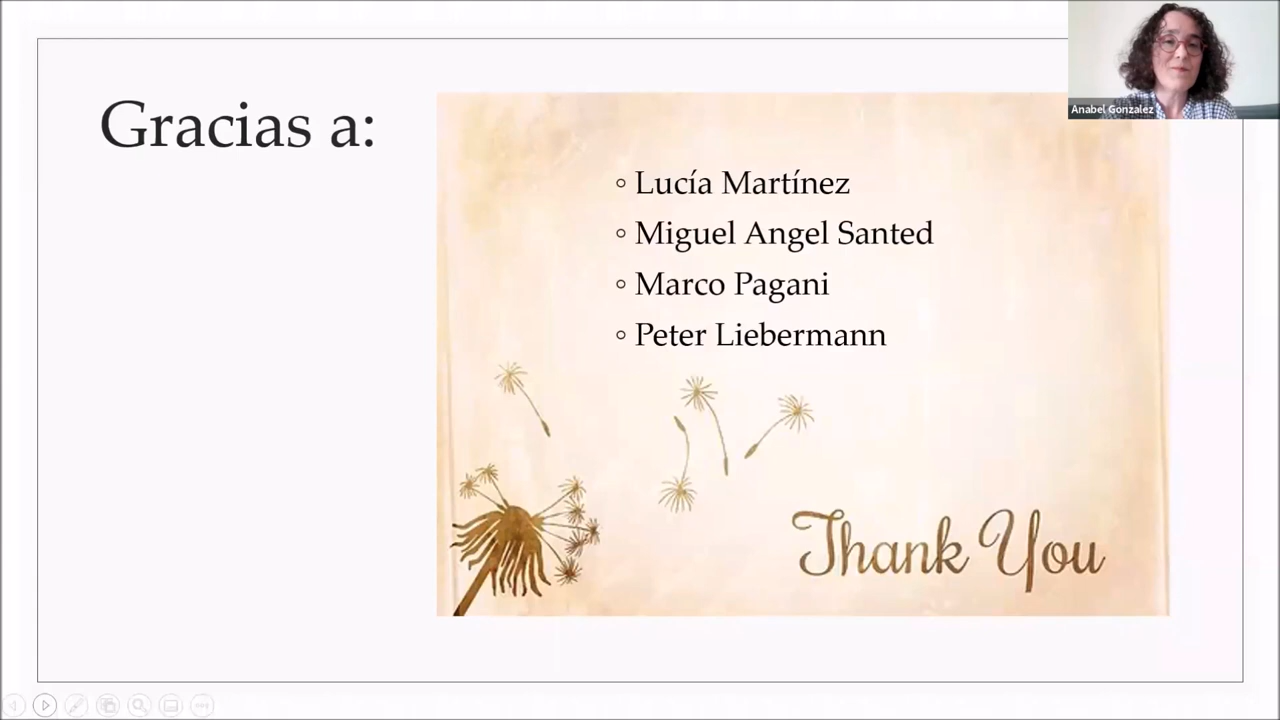 Gracias a:
Anabel Gonzalez
◦ Lucía Martínez
◦ Miguel Angel Santed
◦ Marco Pagani
◦ Peter Liebermann
Thank You